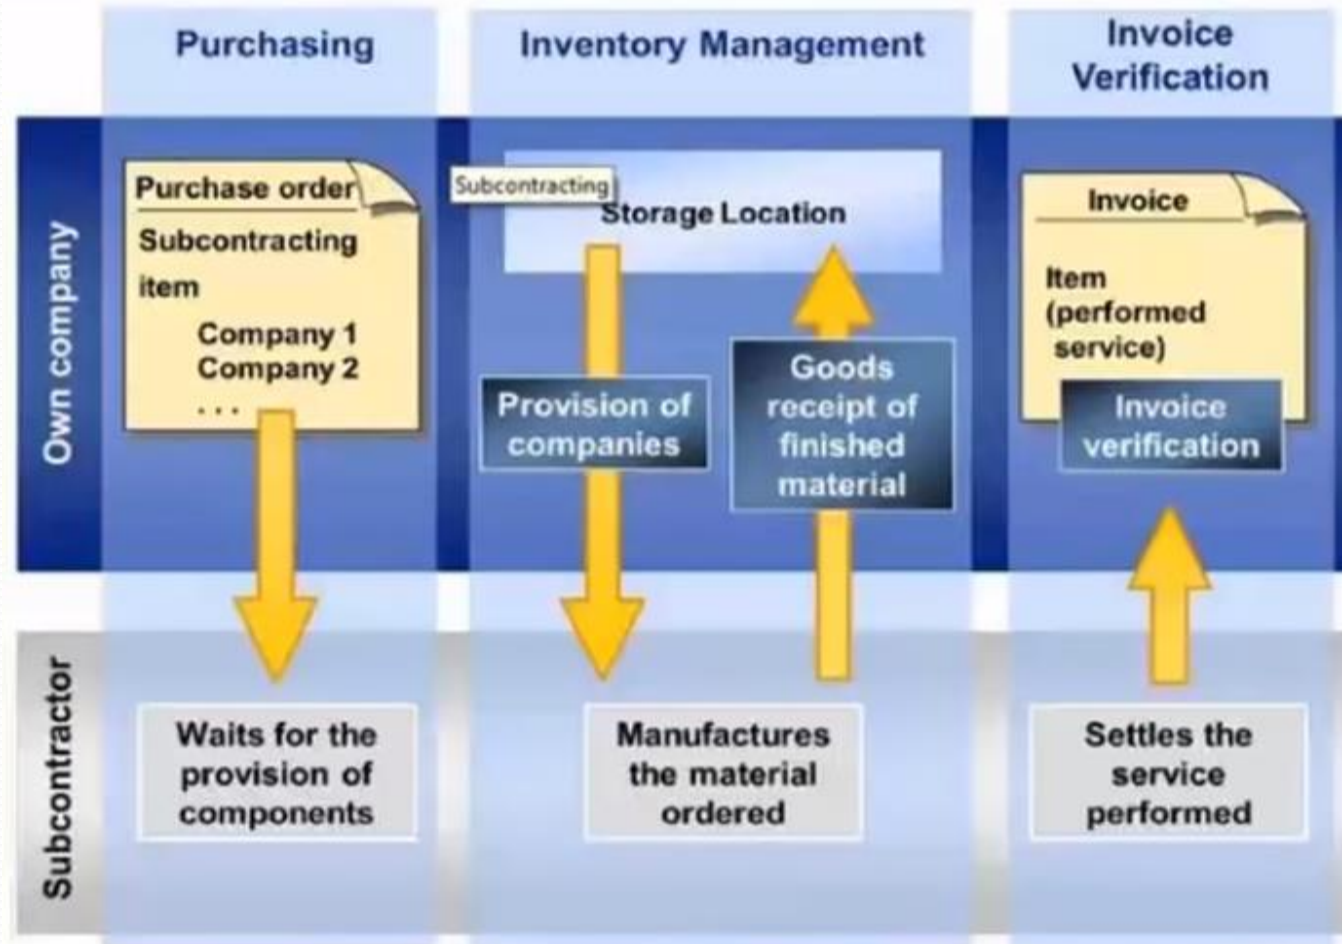 Purchasing
Inventory Management
Invoice
Verification
Own company
Purchase order
Subcontracting
item
Company 1
Company 2
...
Subcontracting
Storage Location
Provision of
companies
Goods
receipt of
finished
material
Invoice
Item
(performed
service)
Invoice
verification
Subcontractor
Waits for the
provision of
components
Manufactures
the material
ordered
Settles the
service
performed